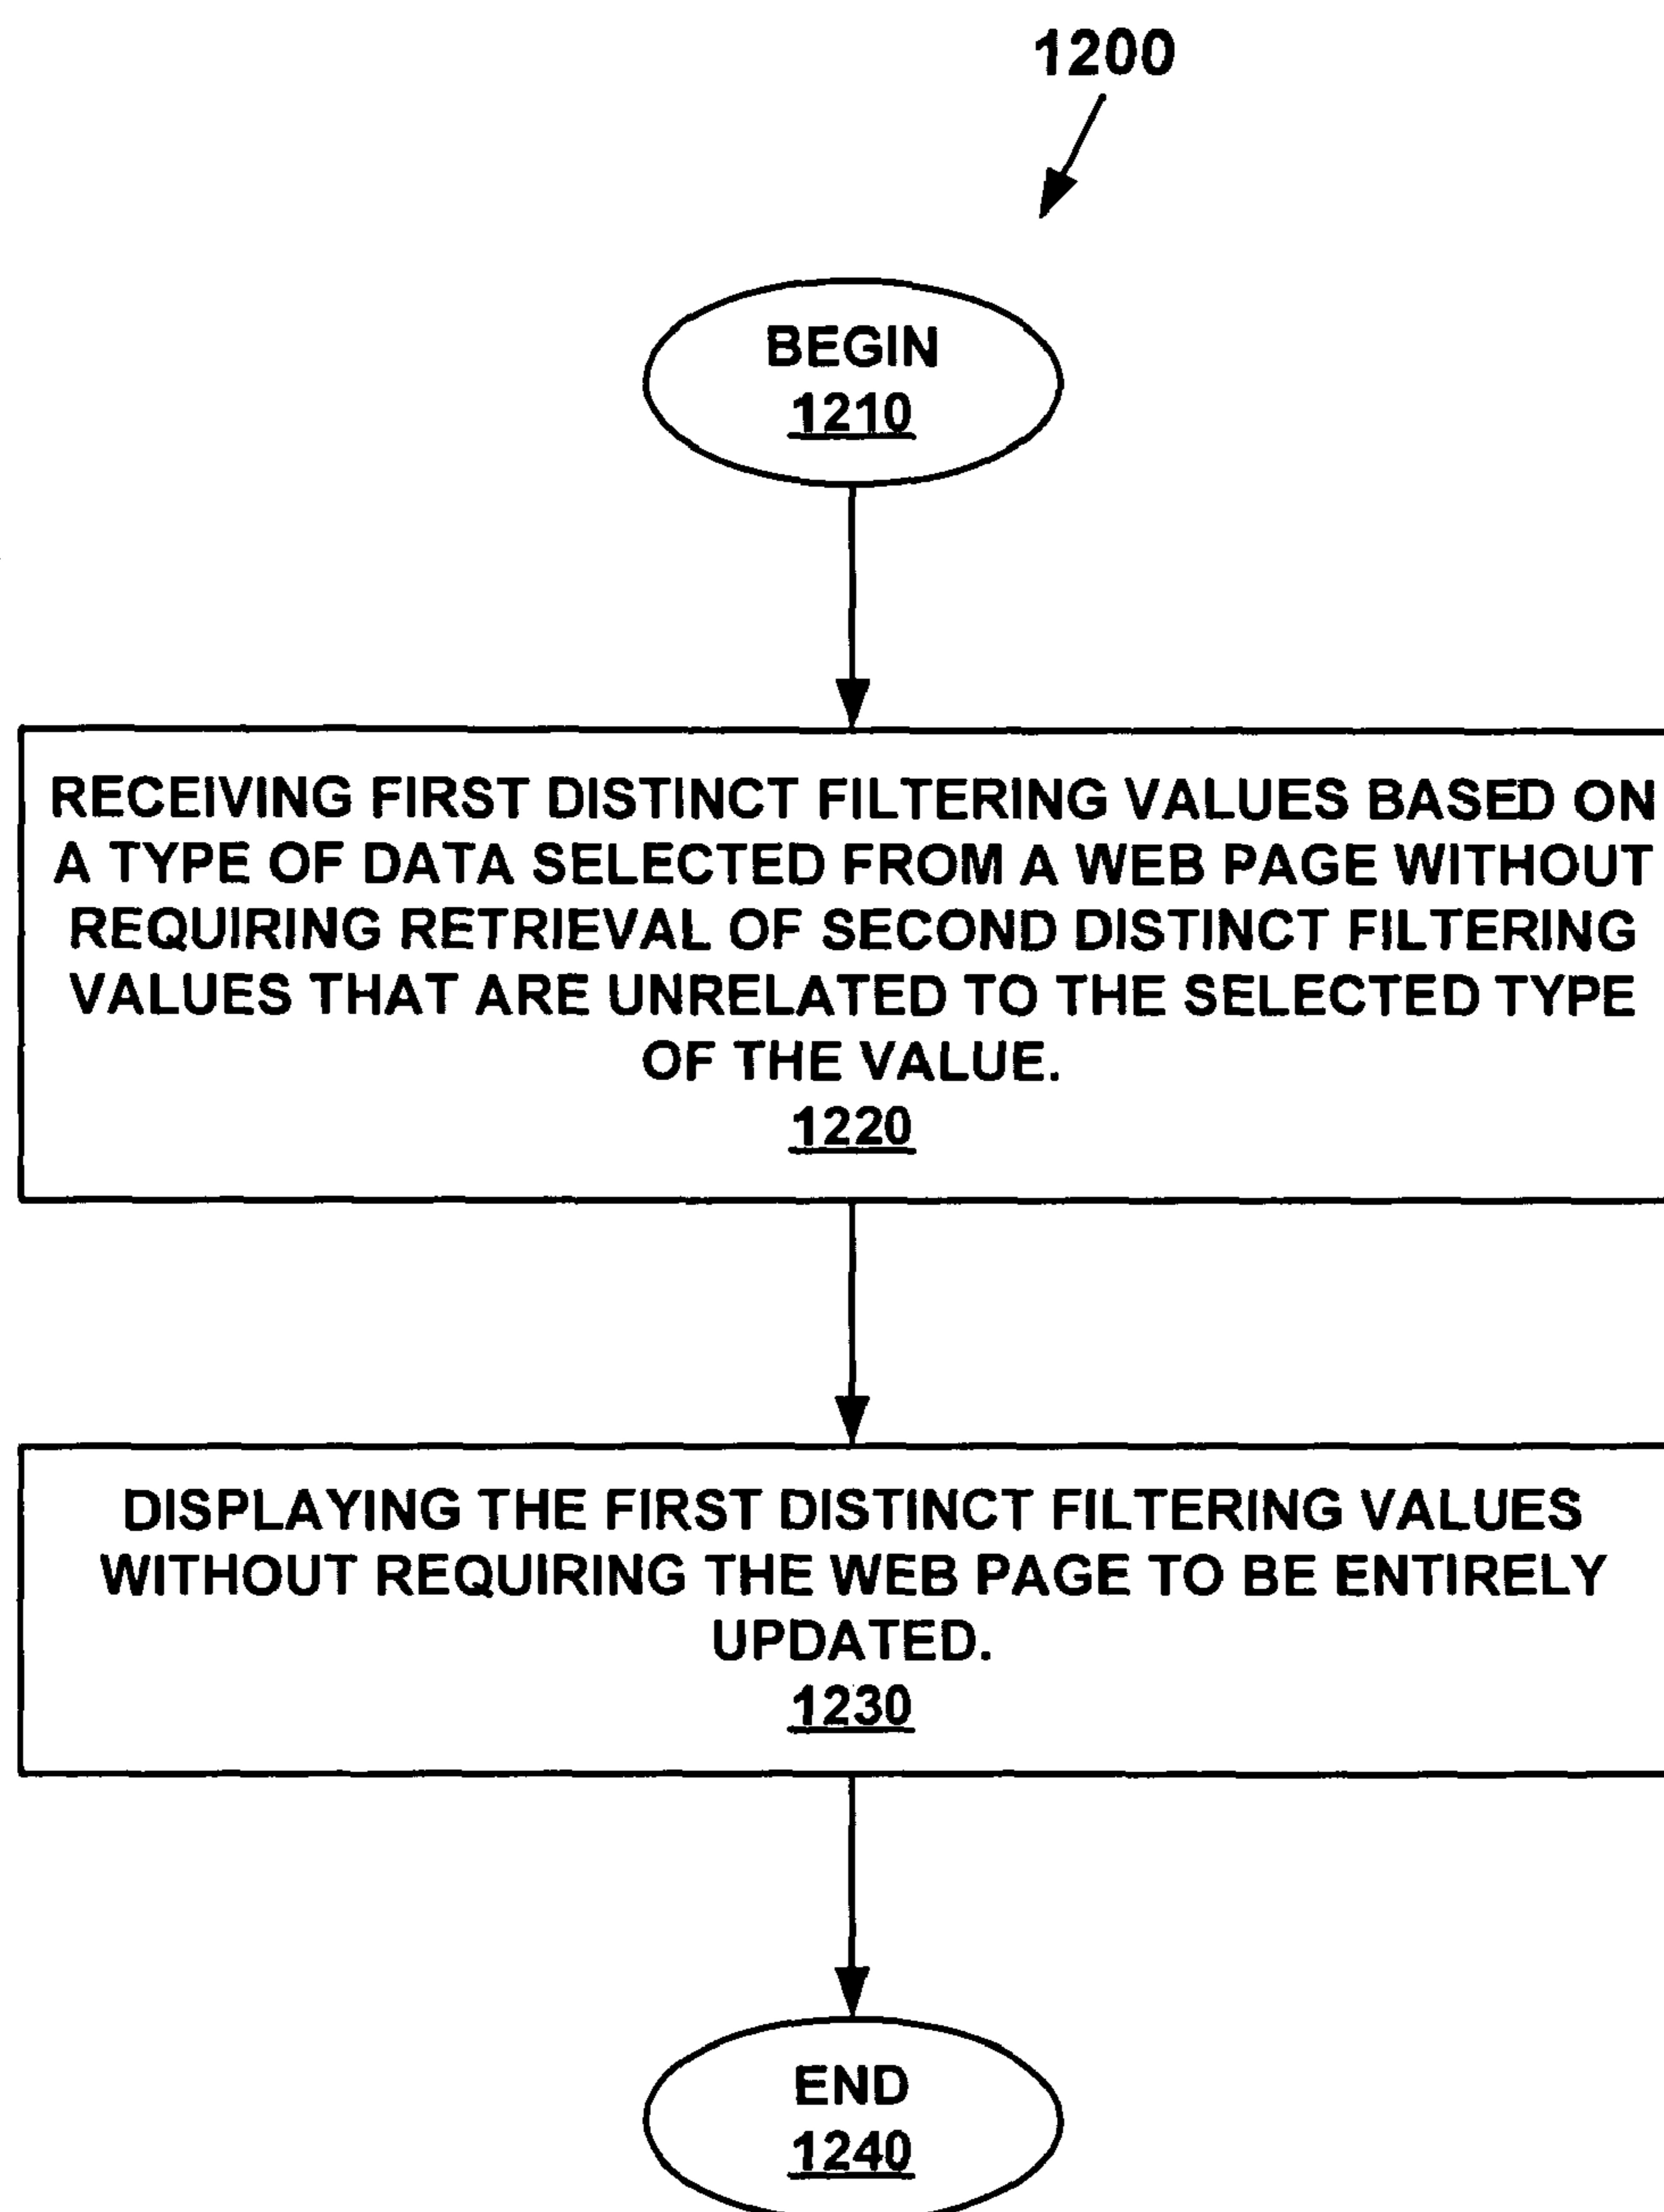 1200
BEGIN
1210
RECEIVING FIRST DISTINCT FILTERING VALUES BASED ON
A TYPE OF DATA SELECTED FROM A WEB PAGE WITHOUT
REQUIRING RETRIEVAL OF SECOND DISTINCT FILTERING
VALUES THAT ARE UNRELATED TO THE SELECTED TYPE
OF THE VALUE.
1220
DISPLAYING THE FIRST DISTINCT FILTERING VALUES
WITHOUT REQUIRING THE WEB PAGE TO BE ENTIRELY
UPDATED.
1230
END
1240